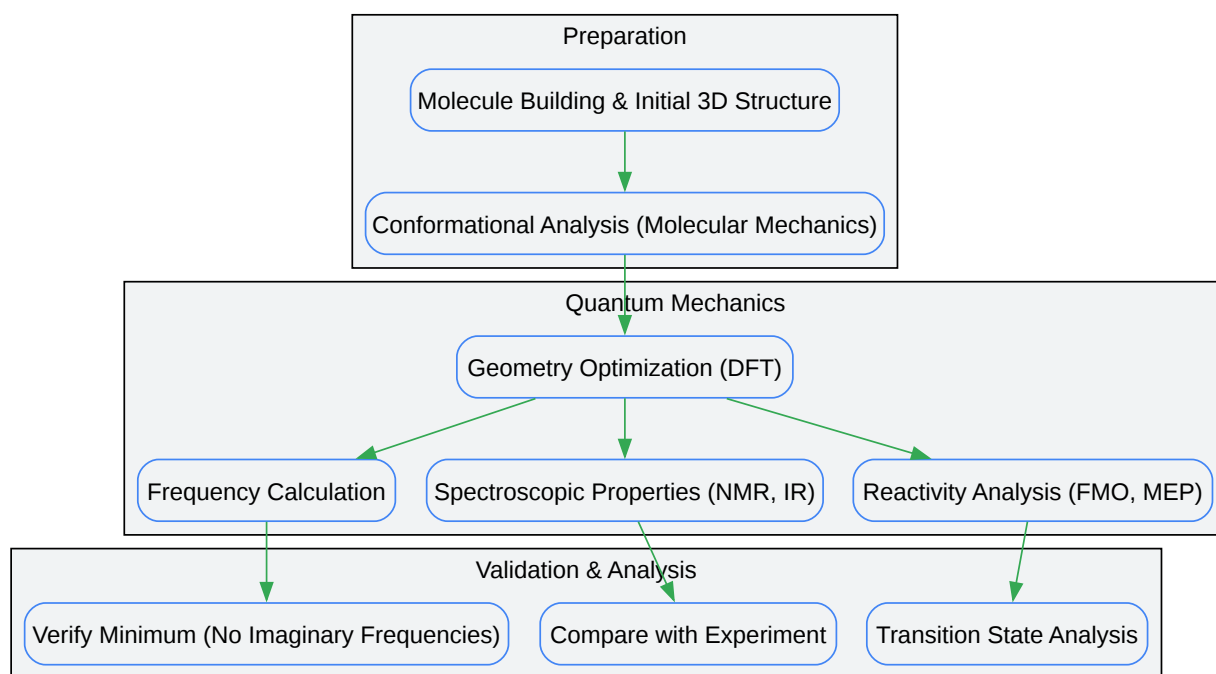 Preparation
Molecule Building & Initial 3D Structure
Conformational Analysis (Molecular Mechanics)
Quantum Mechanics
Geometry Optimization (DFT)
Frequency Calculation
Spectroscopic Properties (NMR, IR)
Reactivity Analysis (FMO, MEP)
Validation & Analysis
Verify Minimum (No Imaginary Frequencies)
Compare with Experiment
Transition State Analysis